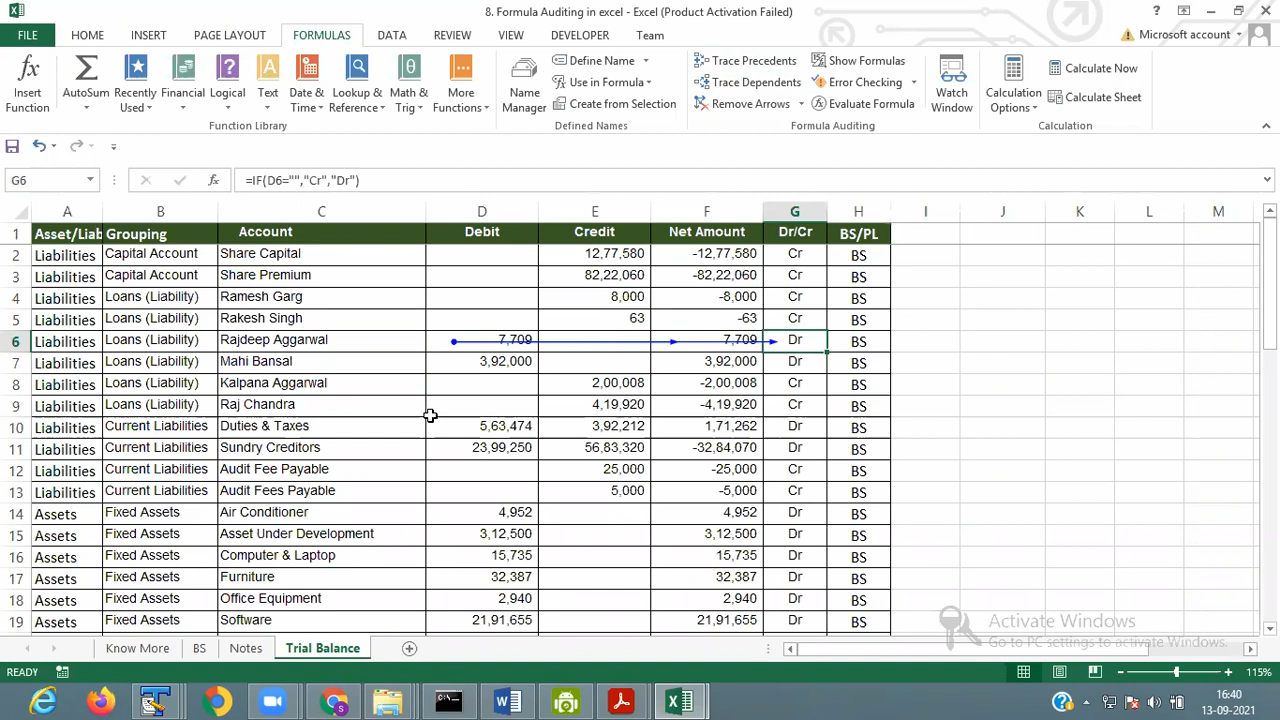 8. Formula Auditing in excel - Excel (Product Activation Failed)
FILE HOME INSERT PAGE LAYOUT FORMULAS DATA REVIEW VIEW DEVELOPER Team Microsoft account
Insert Function
AutoSum
Recently Used
Financial
Logical
Text
Date & Time
Lookup & Reference
Math & Trig
More Functions
Function Library
Name Manager
Define Name
Use in Formula
Create from Selection
Defined Names
Trace Precedents
Trace Dependents
Remove Arrows
Show Formulas
Error Checking
Evaluate Formula
Formula Auditing
Watch Window
Calculation Options
Calculate Now
Calculate Sheet
Calculation
G6 =IF(D6="","Cr","Dr")
A B C D E F G H I J K L M
1 Asset/Liab Grouping Account Debit Credit Net Amount Dr/Cr BS/PL
2 Liabilities Capital Account Share Capital 12,77,580 -12,77,580 Cr BS
3 Liabilities Capital Account Share Premium 82,22,060 -82,22,060 Cr BS
4 Liabilities Loans (Liability) Ramesh Garg 8,000 -8,000 Cr BS
5 Liabilities Loans (Liability) Rakesh Singh 63 -63 Cr BS
6 Liabilities Loans (Liability) Rajdeep Aggarwal 7,709 7,709 Dr BS
7 Liabilities Loans (Liability) Mahi Bansal 3,92,000 3,92,000 Dr BS
8 Liabilities Loans (Liability) Kalpana Aggarwal 2,00,008 -2,00,008 Cr BS
9 Liabilities Loans (Liability) Raj Chandra 4,19,920 -4,19,920 Cr BS
10 Liabilities Current Liabilities Duties & Taxes 5,63,474 3,92,212 1,71,262 Dr BS
11 Liabilities Current Liabilities Sundry Creditors 23,99,250 56,83,320 -32,84,070 Dr BS
12 Liabilities Current Liabilities Audit Fee Payable 25,000 -25,000 Cr BS
13 Liabilities Current Liabilities Audit Fees Payable 5,000 -5,000 Cr BS
14 Assets Fixed Assets Air Conditioner 4,952 4,952 Dr BS
15 Assets Fixed Assets Asset Under Development 3,12,500 3,12,500 Dr BS
16 Assets Fixed Assets Computer & Laptop 15,735 15,735 Dr BS
17 Assets Fixed Assets Furniture 32,387 32,387 Dr BS
18 Assets Fixed Assets Office Equipment 2,940 2,940 Dr BS
19 Assets Fixed Assets Software 21,91,655 21,91,655 Dr BS
Activate Windows
Go to PC settings to activate Windows.
Know More BS Notes Trial Balance
READY 115%
16:40
13-09-2021